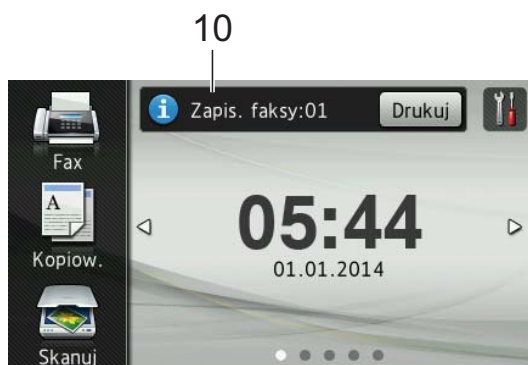 10
Zapis. faksy:01
Drukuj
Fax
A
Kopiow.
05:44
01.01.2014
Skanuj